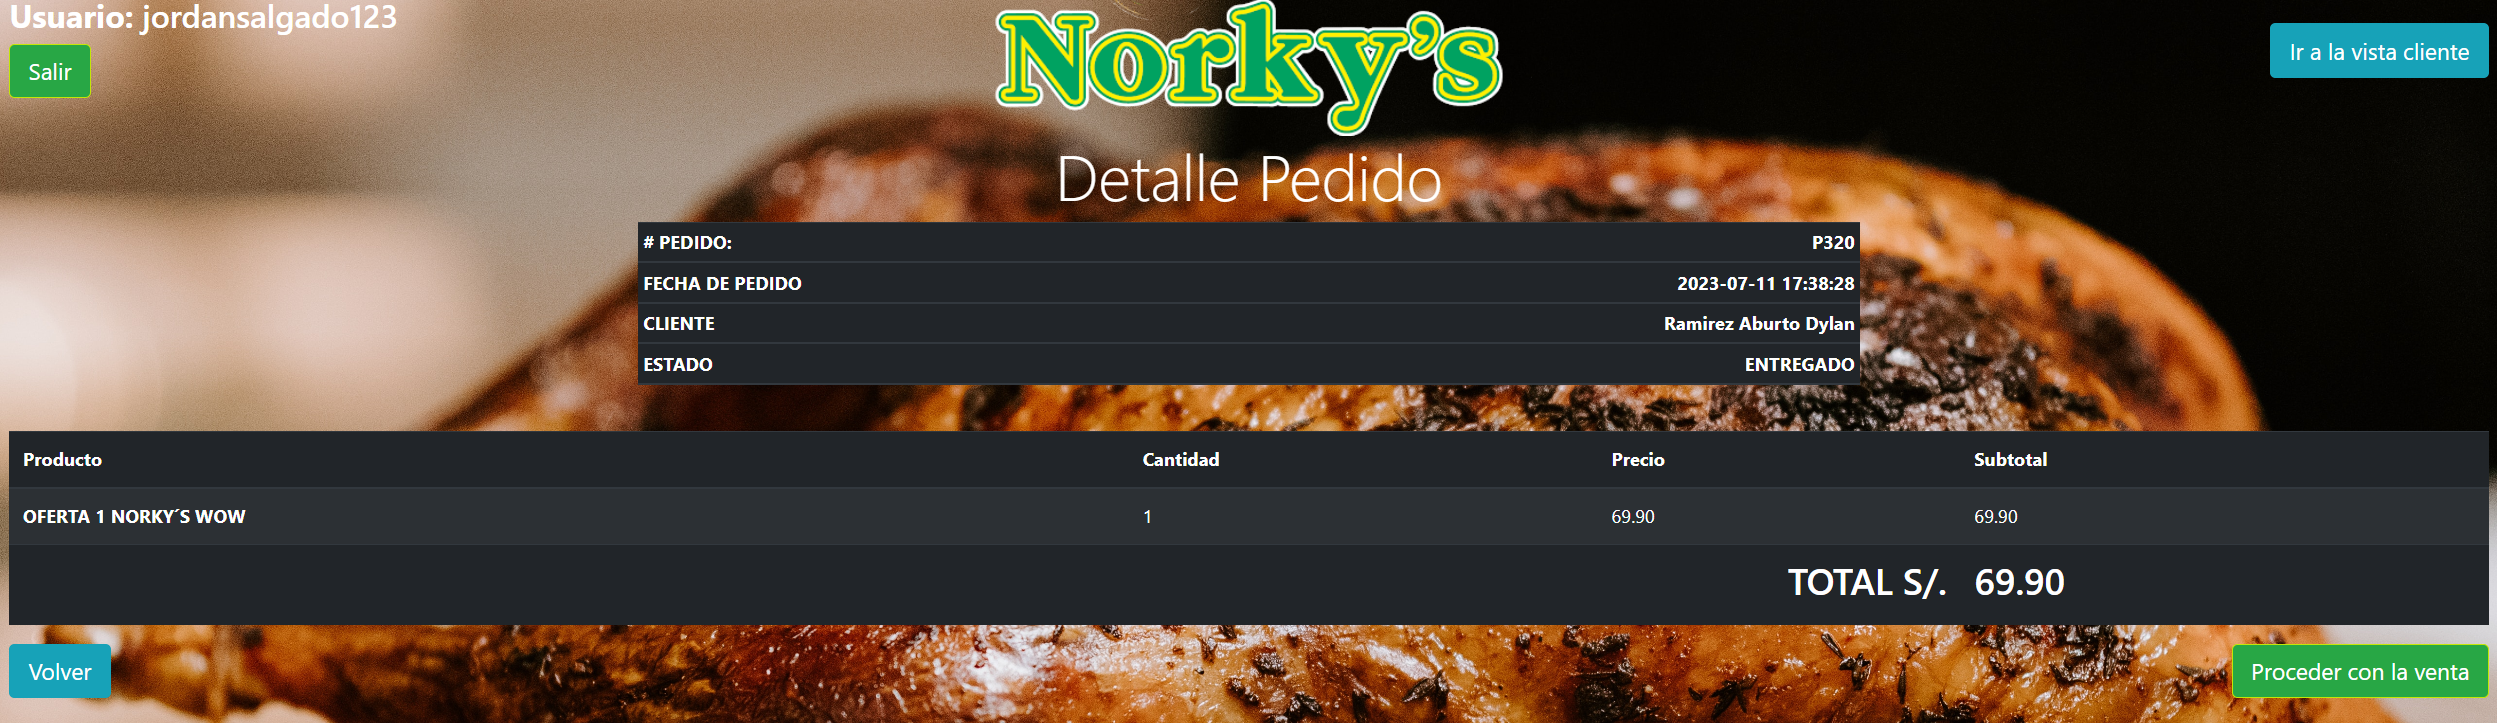 Usuario: jordansalgado123
Salir
Norky's
Ir a la vista cliente
Detalle Pedido
# PEDIDO: P320
FECHA DE PEDIDO 2023-07-11 17:38:28
CLIENTE Ramirez Aburto Dylan
ESTADO ENTREGADO
Producto Cantidad Precio Subtotal
OFERTA 1 NORKY´S WOW 1 69.90 69.90
TOTAL S/. 69.90
Volver
Proceder con la venta